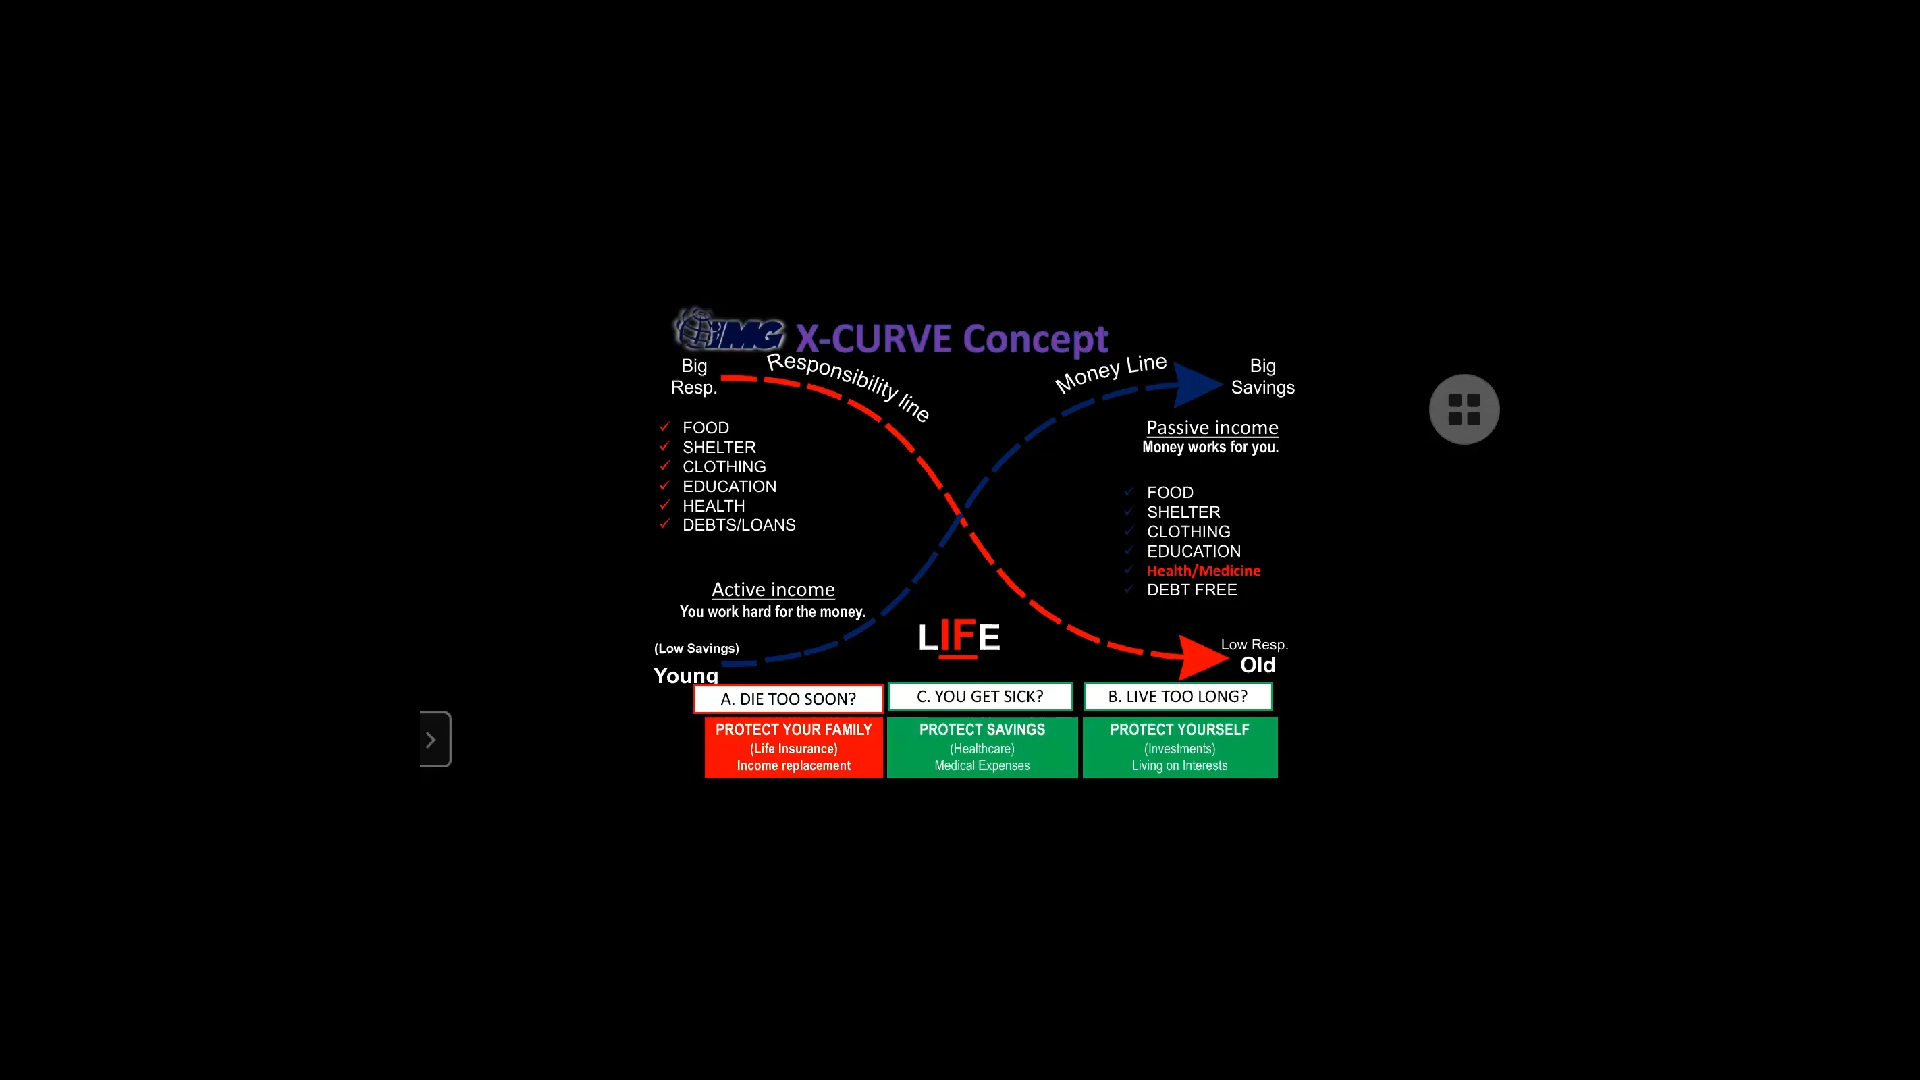 IMG
X-CURVE Concept
Big
Resp.
Responsibility line
Money Line
Big
Savings
FOOD
SHELTER
CLOTHING
EDUCATION
HEALTH
DEBTS/LOANS
Passive income
Money works for you.
FOOD
SHELTER
CLOTHING
EDUCATION
Health/Medicine
DEBT FREE
Active income
You work hard for the money.
(Low Savings)
Young
LIFE
Low Resp.
Old
A. DIE TOO SOON?
PROTECT YOUR FAMILY
(Life Insurance)
Income replacement
C. YOU GET SICK?
PROTECT SAVINGS
(Healthcare)
Medical Expenses
B. LIVE TOO LONG?
PROTECT YOURSELF
(Investments)
Living on Interests